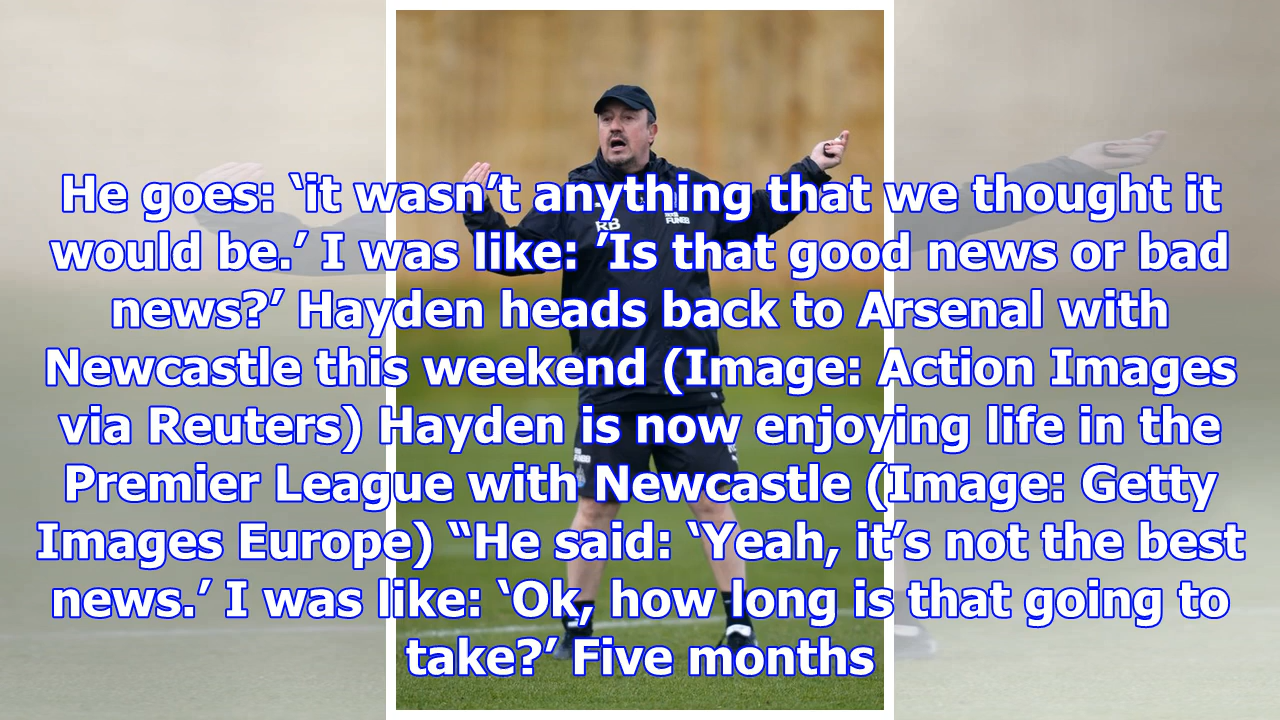 He goes: ‘it wasn’t anything that we thought it
would be.’ I was like: ’Is that good news or bad
news?’ Hayden heads back to Arsenal with
Newcastle this weekend (Image: Action Images
via Reuters) Hayden is now enjoying life in the
Premier League with Newcastle (Image: Getty
Images Europe) “He said: ‘Yeah, it’s not the best
news.’ I was like: ‘Ok, how long is that going to
take?’ Five months
RB
FUN88